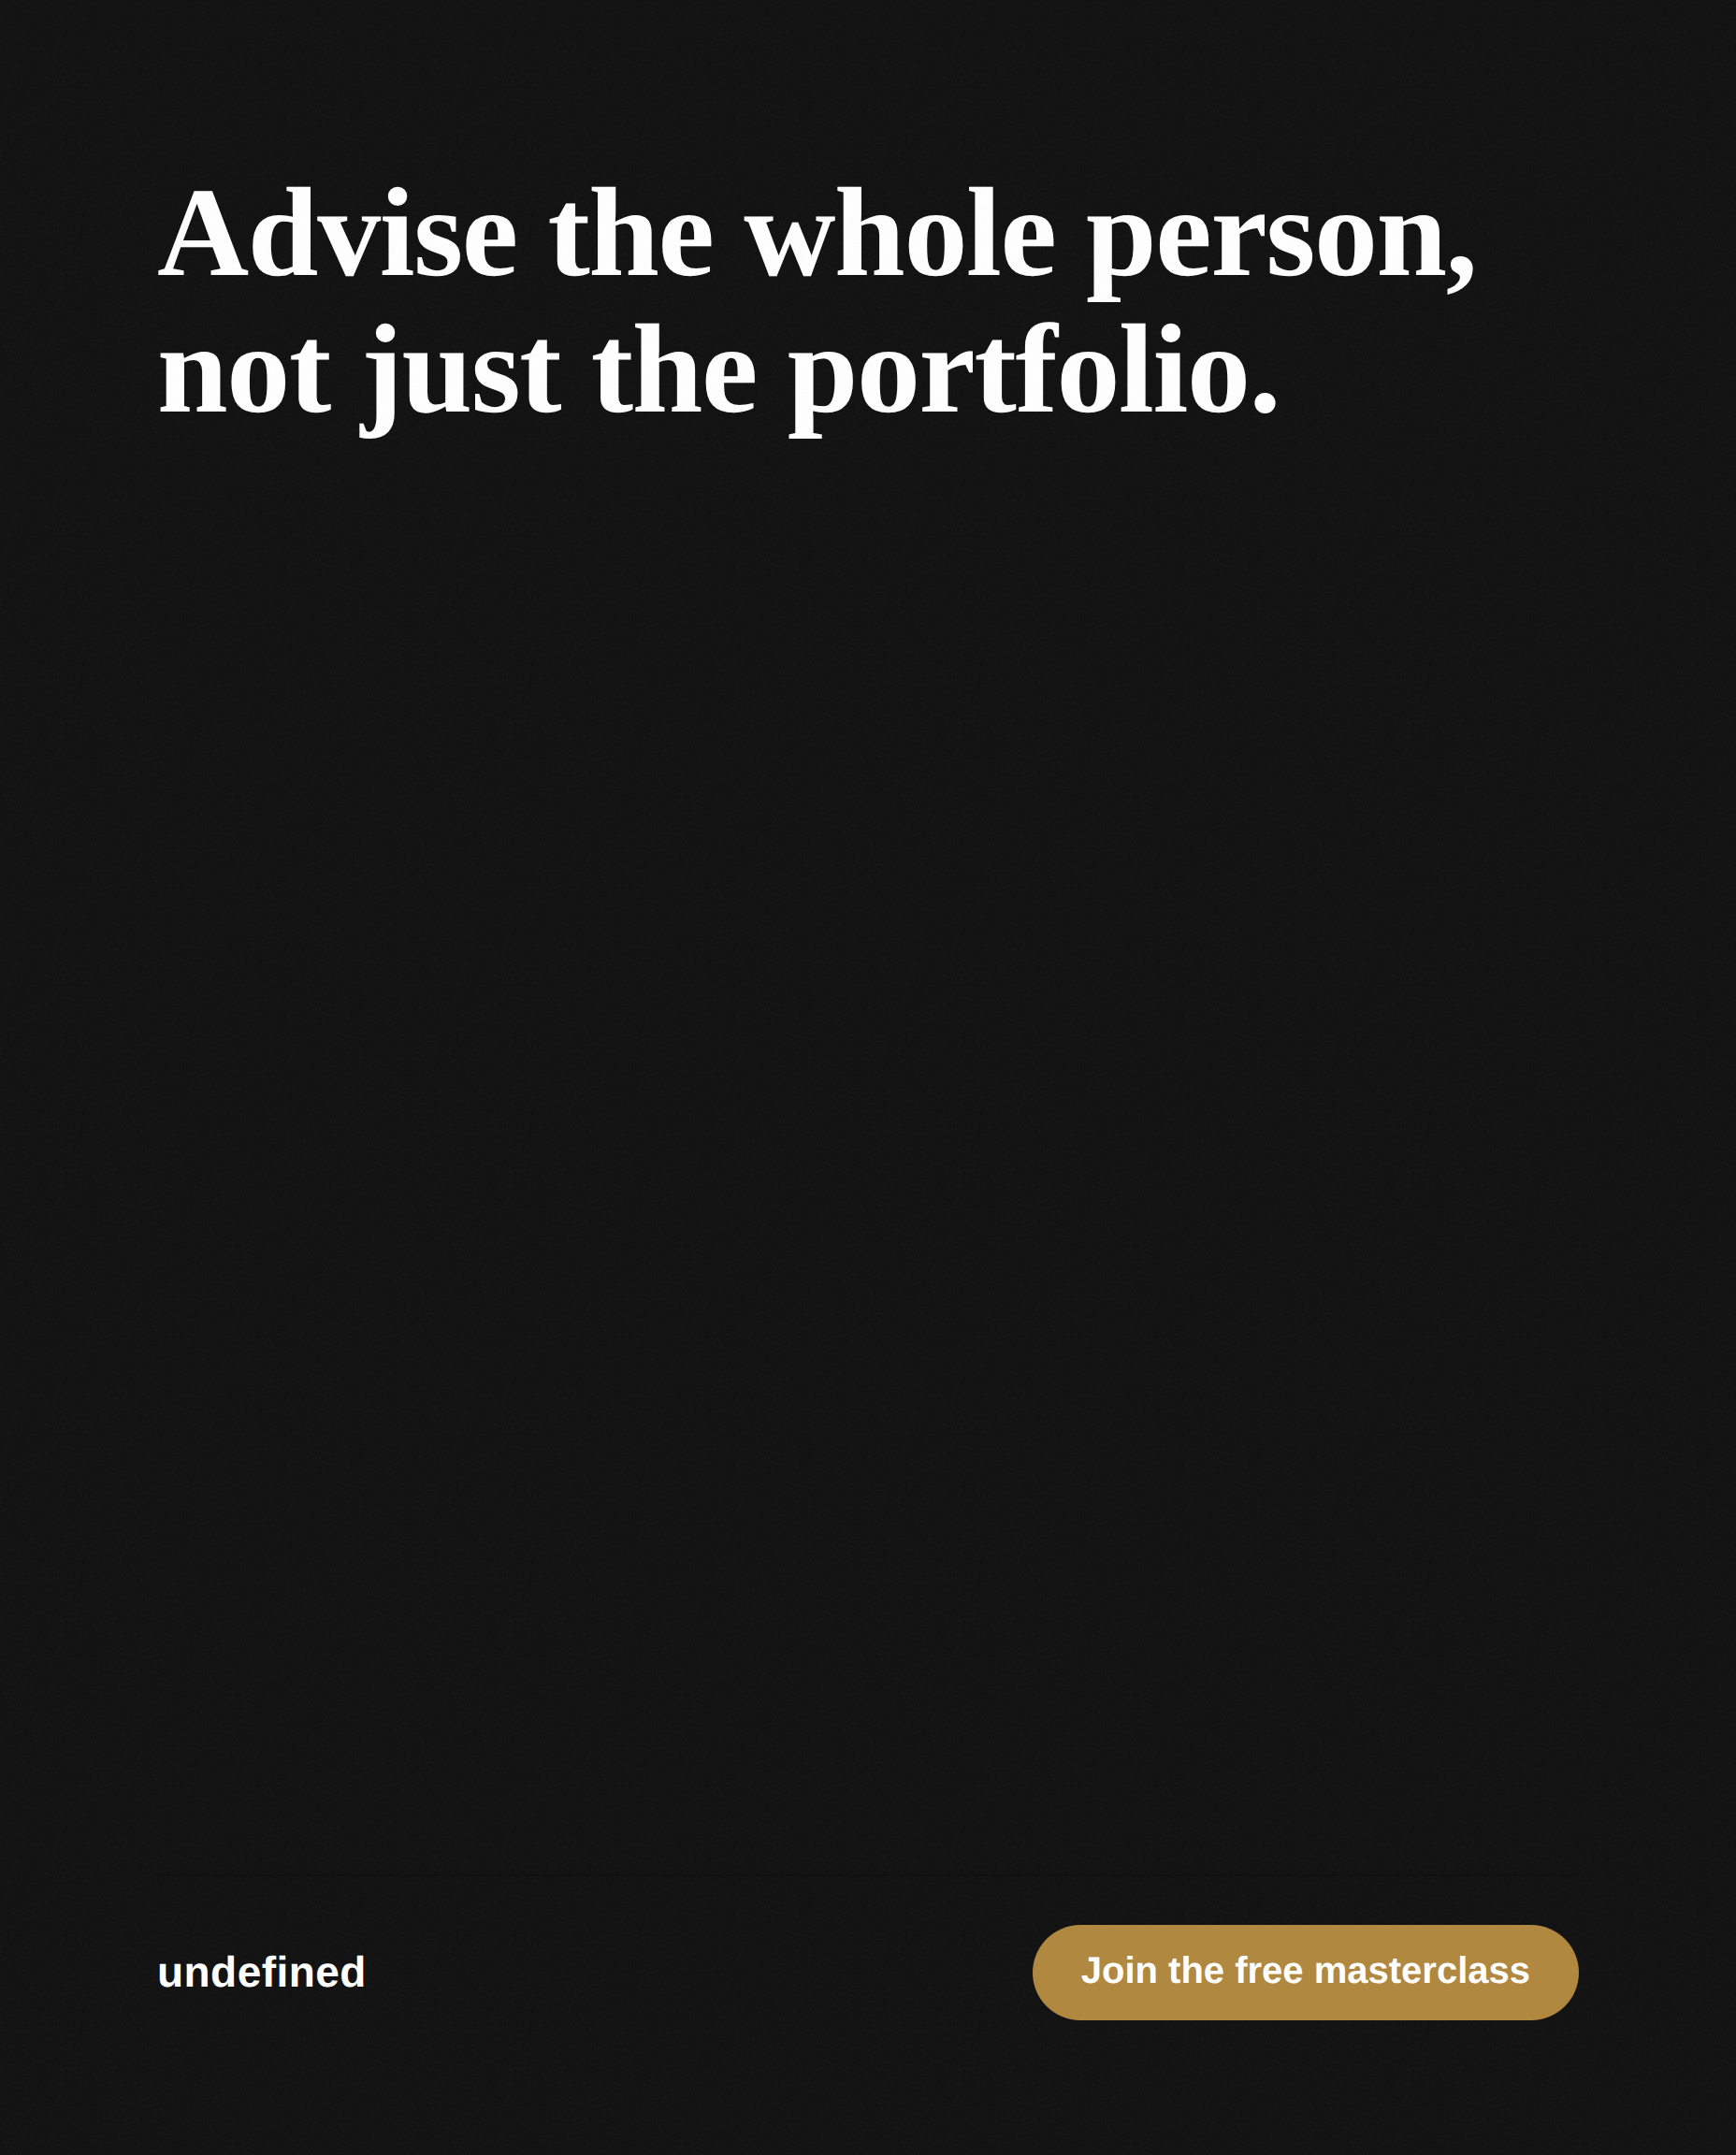 Advise the whole person,
not just the portfolio.
undefined
Join the free masterclass